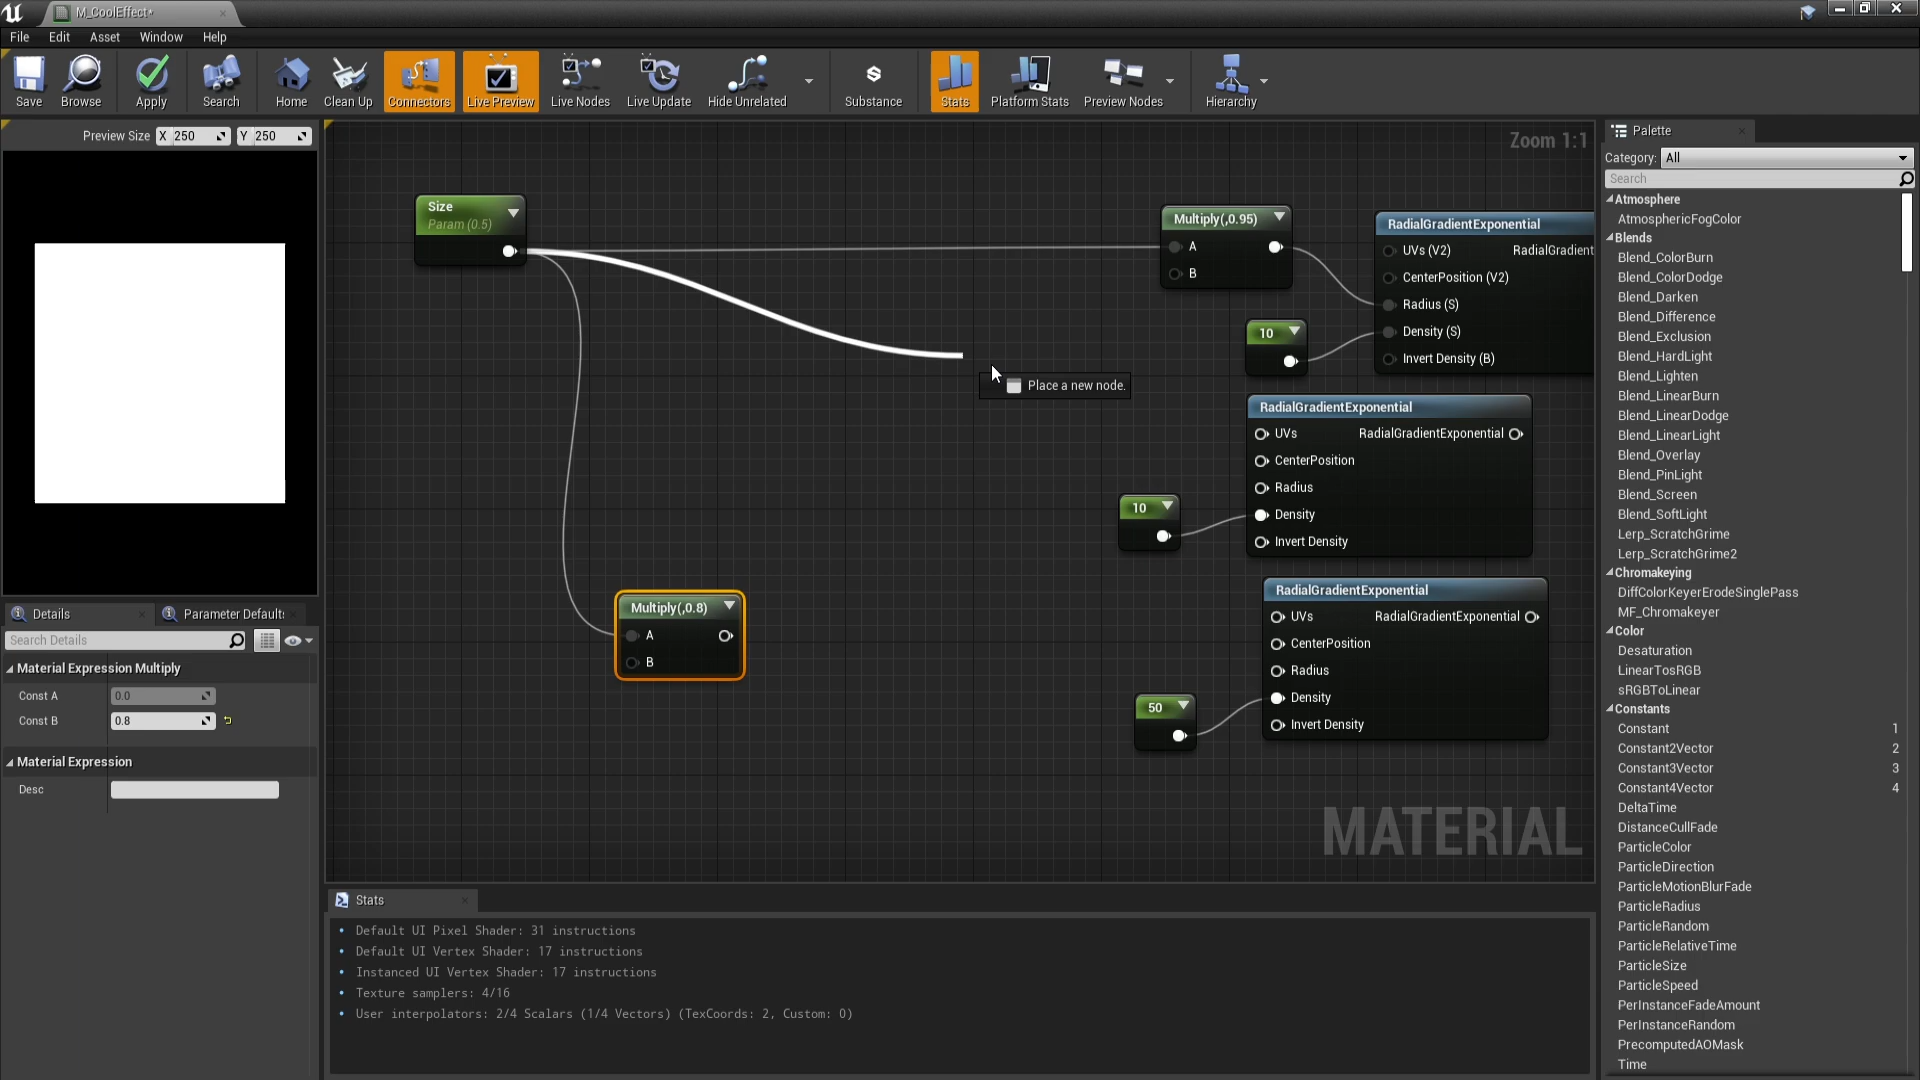 M_CoolEffect*
File Edit Asset Window Help
Save Browse Apply Search Home Clean Up Connectors Live Preview Live Nodes Live Update Hide Unrelated Substance Stats Platform Stats Preview Nodes Hierarchy
Preview Size X 250 Y 250
Zoom 1:1
Size
Param (0.5)
Multiply(,0.95)
A
B
RadialGradientExponential
UVs (V2) RadialGradient
CenterPosition (V2)
Radius (S)
Density (S)
Invert Density (B)
10
Place a new node.
RadialGradientExponential
UVs RadialGradientExponential
CenterPosition
Radius
Density
Invert Density
10
Multiply(,0.8)
A
B
RadialGradientExponential
UVs RadialGradientExponential
CenterPosition
Radius
Density
Invert Density
50
MATERIAL
Details Parameter Default
Search Details
Material Expression Multiply
Const A 0.0
Const B 0.8
Material Expression
Desc
Stats
Default UI Pixel Shader: 31 instructions
Default UI Vertex Shader: 17 instructions
Instanced UI Vertex Shader: 17 instructions
Texture samplers: 4/16
User interpolators: 2/4 Scalars (1/4 Vectors) (TexCoords: 2, Custom: 0)
Palette
Category: All
Search
Atmosphere
AtmosphericFogColor
Blends
Blend_ColorBurn
Blend_ColorDodge
Blend_Darken
Blend_Difference
Blend_Exclusion
Blend_HardLight
Blend_Lighten
Blend_LinearBurn
Blend_LinearDodge
Blend_LinearLight
Blend_Overlay
Blend_PinLight
Blend_Screen
Blend_SoftLight
Lerp_ScratchGrime
Lerp_ScratchGrime2
Chromakeying
DiffColorKeyerErodeSinglePass
MF_Chromakeyer
Color
Desaturation
LinearTosRGB
sRGBToLinear
Constants
Constant 1
Constant2Vector 2
Constant3Vector 3
Constant4Vector 4
DeltaTime
DistanceCullFade
ParticleColor
ParticleDirection
ParticleMotionBlurFade
ParticleRadius
ParticleRandom
ParticleRelativeTime
ParticleSize
ParticleSpeed
PerInstanceFadeAmount
PerInstanceRandom
PrecomputedAOMask
Time